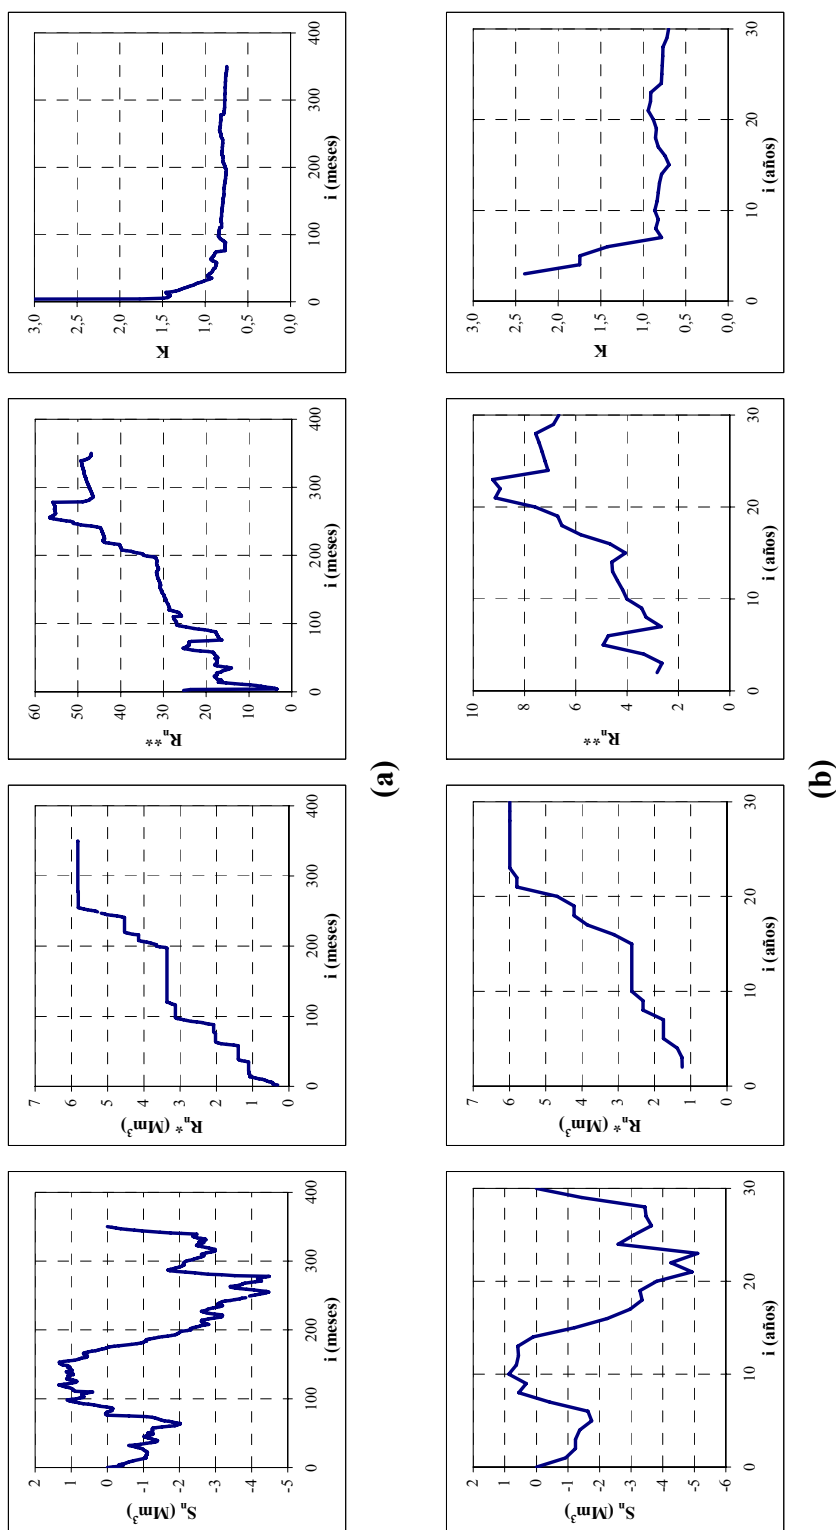 2
1
0
-1
-2
-3
-4
-5
S_n (Mm³)
0 100 200 300 400
i (meses)
7
6
5
4
3
2
1
0
R_n* (Mm³)
0 100 200 300 400
i (meses)
60
50
40
30
20
10
0
R_n**
0 100 200 300 400
i (meses)
3,0
2,5
2,0
1,5
1,0
0,5
0,0
K
0 100 200 300 400
i (meses)
(a)
2
1
0
-1
-2
-3
-4
-5
-6
S_n (Mm³)
0 10 20 30
i (años)
7
6
5
4
3
2
1
0
R_n* (Mm³)
0 10 20 30
i (años)
10
8
6
4
2
0
R_n**
0 10 20 30
i (años)
3,0
2,5
2,0
1,5
1,0
0,5
0,0
K
0 10 20 30
i (años)
(b)